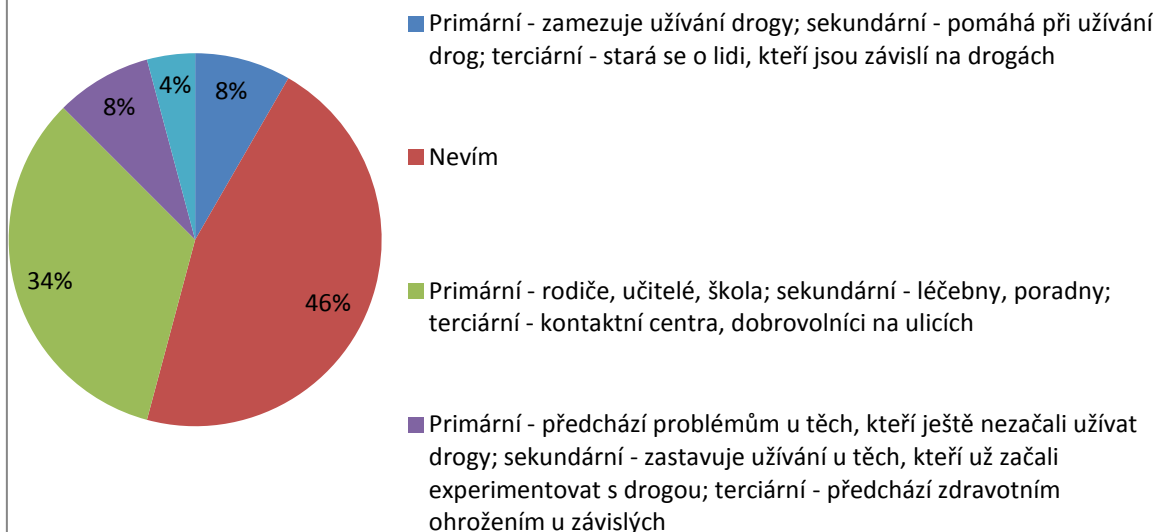 Primární - zamezuje užívání drogy; sekundární - pomáhá při užívání
drog; terciární - stará se o lidi, kteří jsou závislí na drogách
Nevím
Primární - rodiče, učitelé, škola; sekundární - léčebny, poradny;
terciární - kontaktní centra, dobrovolníci na ulicích
Primární - předchází problémům u těch, kteří ještě nezačali užívat
drogy; sekundární - zastavuje užívání u těch, kteří už začali
experimentovat s drogou; terciární - předchází zdravotním
ohrožením u závislých
4%
8%
8%
34%
46%